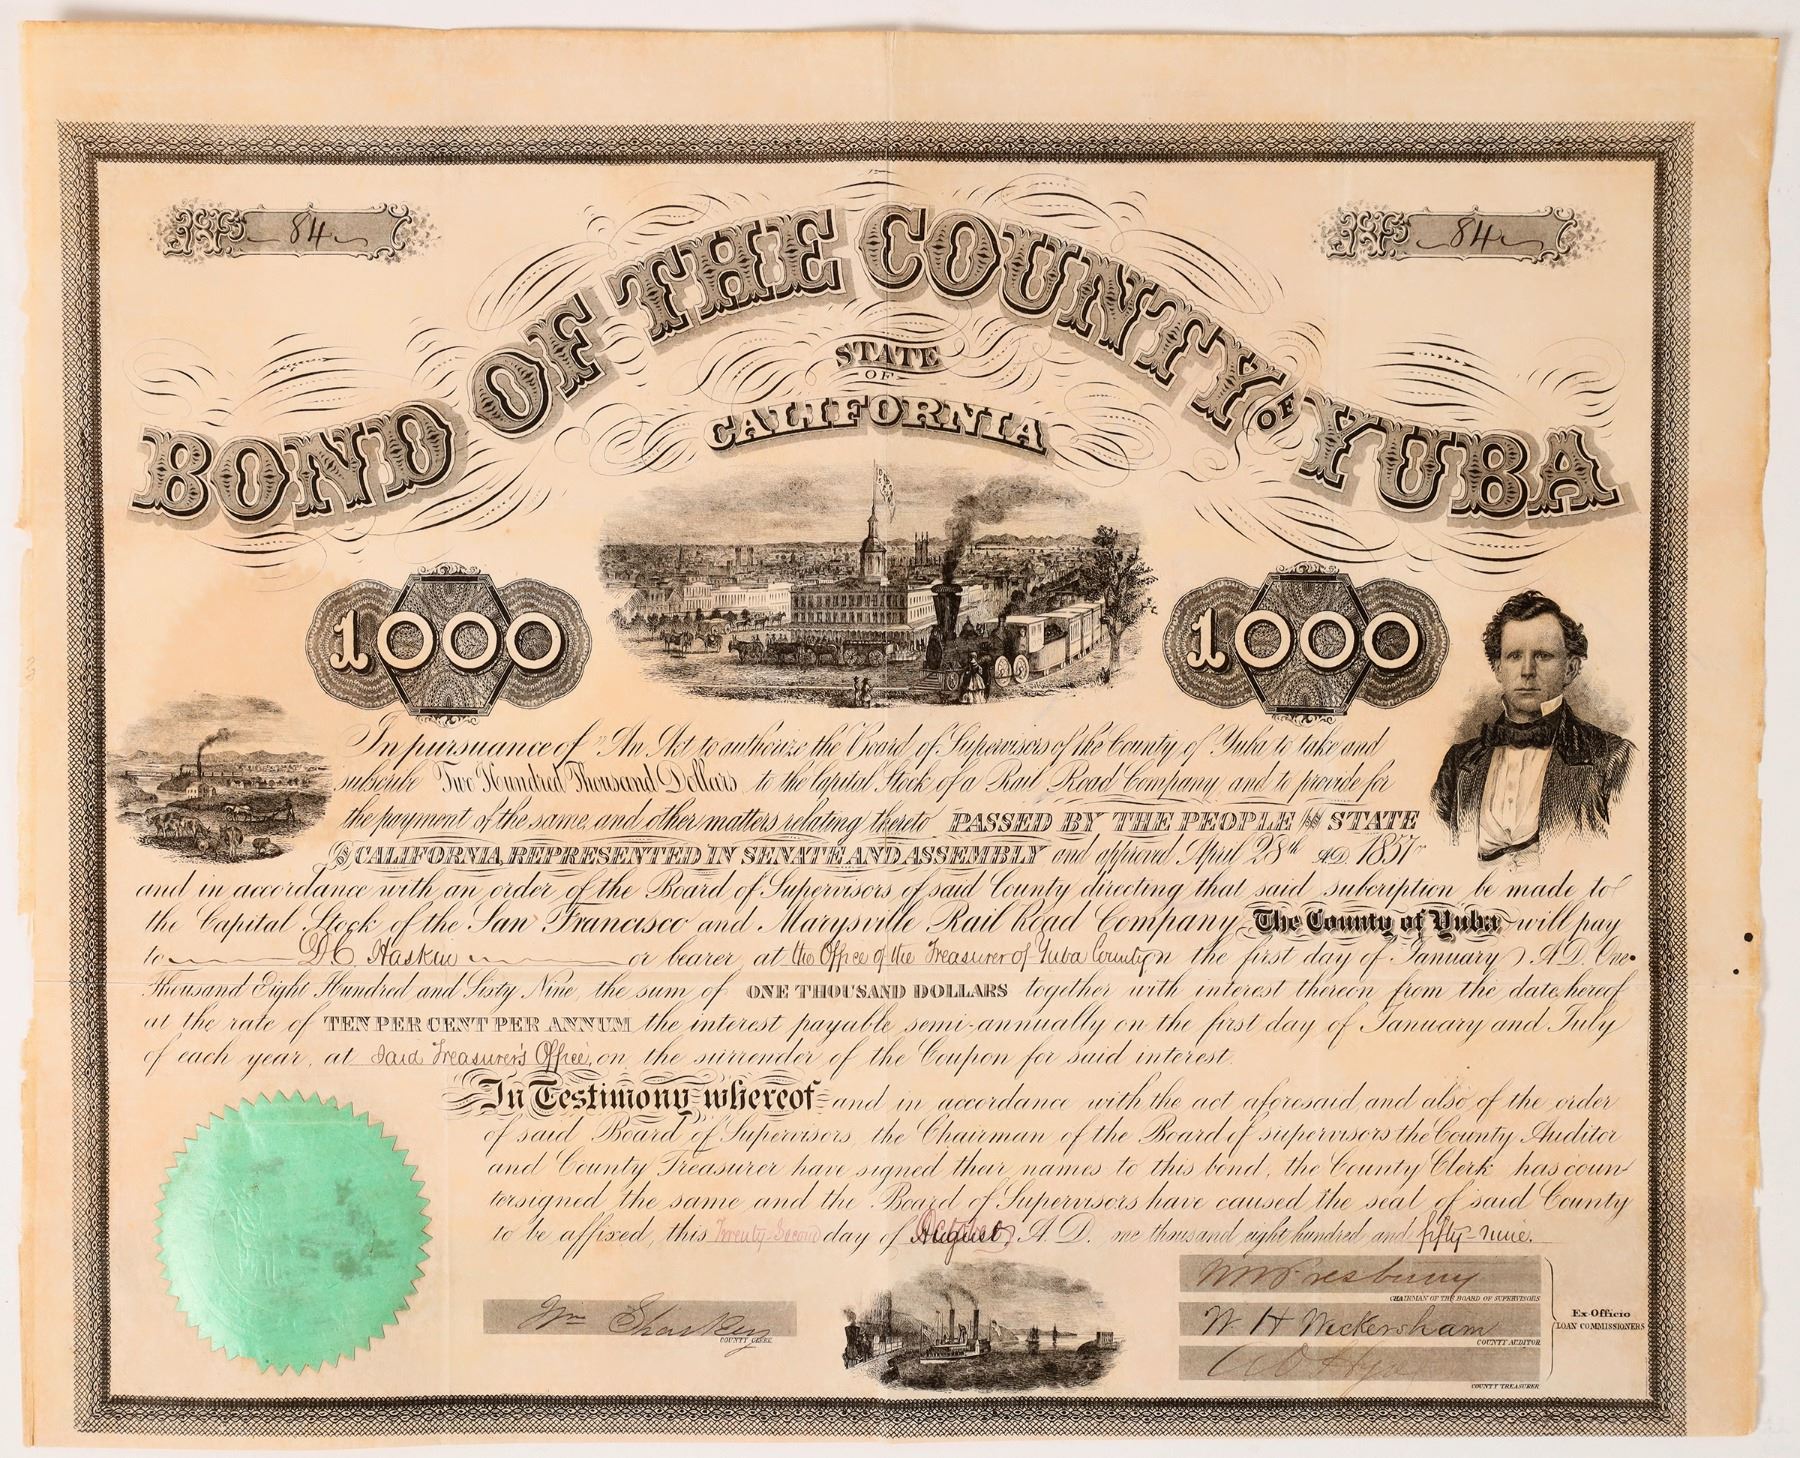 No 84
No 84
BOND OF THE COUNTY OF YUBA
STATE
OF
CALIFORNIA
1000
1000
In pursuance of "An Act to authorize the Board of Supervisors of the County of Yuba to take and
subscribe Two Hundred Thousand Dollars to the Capital Stock of a Rail Road Company, and to provide for
the payment of the same, and other matters relating thereto PASSED BY THE PEOPLE OF THE STATE
OF CALIFORNIA, REPRESENTED IN SENATE AND ASSEMBLY and approved April 28th A.D. 1857"
and in accordance with an order of the Board of Supervisors of said County directing that said subcription be made to
the Capital Stock of the San Francisco and Marysville Rail Road Company, The County of Yuba will pay
to D.C. Haskin or bearer, at the Office of the Treasurer of Yuba County on the first day of January, A.D. One
Thousand Eight Hundred and Sixty Nine, the sum of ONE THOUSAND DOLLARS together with interest thereon from the date hereof
at the rate of TEN PER CENT PER ANNUM the interest payable semi-annually on the first day of January and July
of each year, at Said Treasurer's Office, on the surrender of the Coupon for said interest.
In Testimony whereof and in accordance with the act aforesaid and also of the order
of said Board of Supervisors, the Chairman of the Board of supervisors the County Auditor
and County Treasurer have signed their names to this bond, the County Clerk has coun
tersigned the same and the Board of Supervisors have caused the seal of said County
to be affixed, this Twenty-Second day of October A.D. one thousand eight hundred and fifty-nine.
Wm Sharkey
COUNTY CLERK
Presbury
CHAIRMAN OF THE BOARD OF SUPERVISORS
W. H Wickersham
COUNTY AUDITOR
Hyde
COUNTY TREASURER
Ex-Officio
LOAN COMMISSIONERS